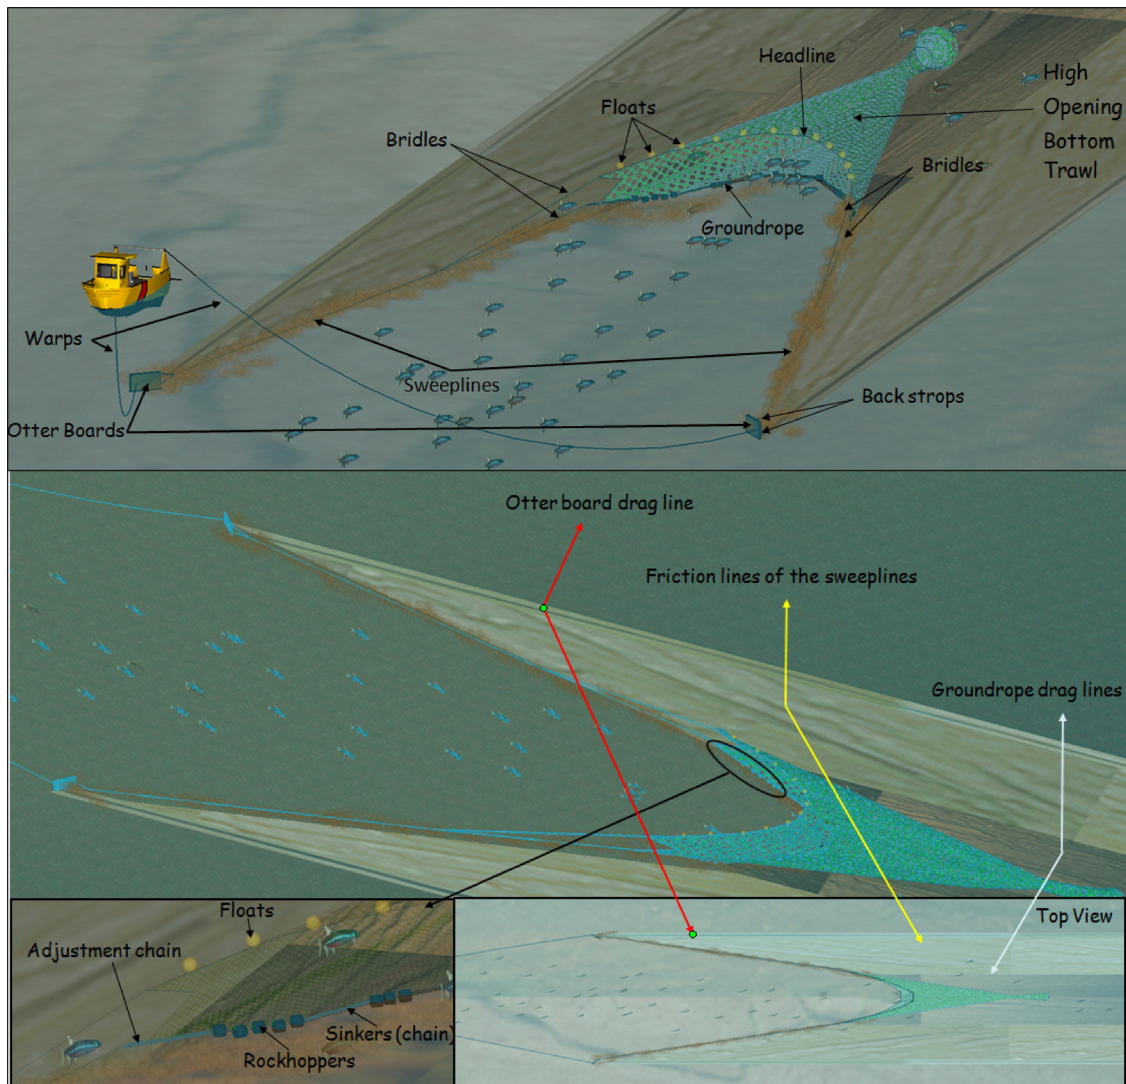 Headline
High
Opening
Bottom
Trawl
Floats
Bridles
Bridles
Groundrope
Warps
Sweeplines
Back strops
Otter Boards
Otter board drag line
Friction lines of the sweeplines
Groundrope drag lines
Floats
Adjustment chain
Sinkers (chain)
Rockhoppers
Top View